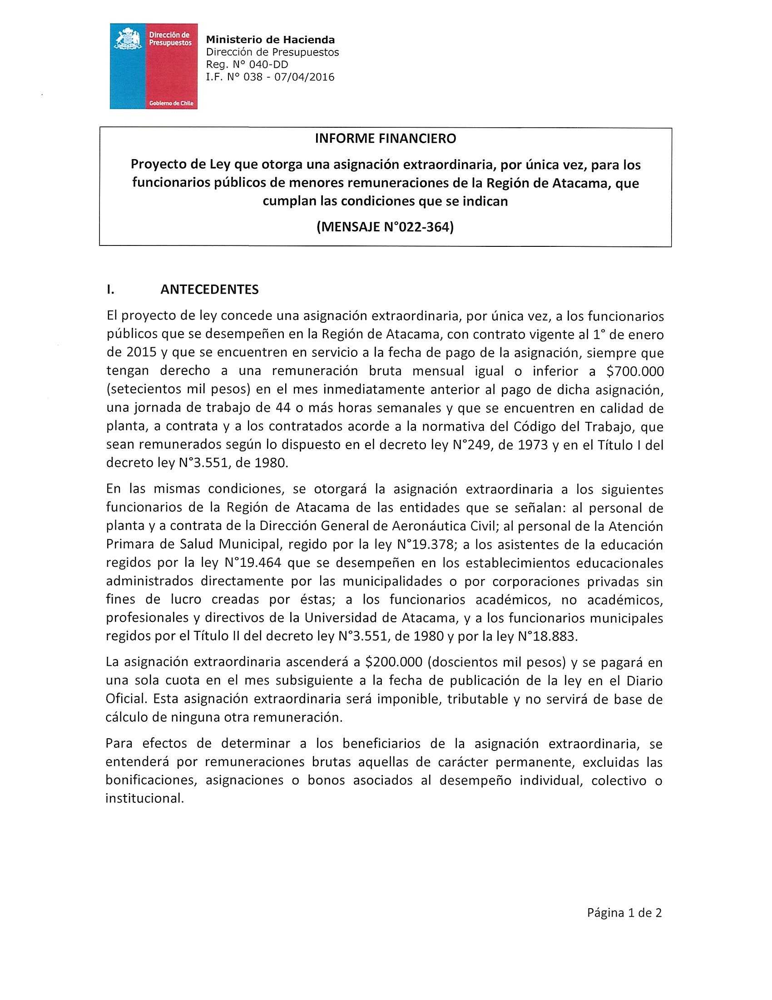 Dirección de
Presupuestos
Gobierno de Chile
Ministerio de Hacienda
Dirección de Presupuestos
Reg. N° 040-DD
I.F. N° 038 - 07/04/2016
INFORME FINANCIERO
Proyecto de Ley que otorga una asignación extraordinaria, por única vez, para los
funcionarios públicos de menores remuneraciones de la Región de Atacama, que
cumplan las condiciones que se indican
(MENSAJE N°022-364)
I. ANTECEDENTES
El proyecto de ley concede una asignación extraordinaria, por única vez, a los funcionarios
públicos que se desempeñen en la Región de Atacama, con contrato vigente al 1° de enero
de 2015 y que se encuentren en servicio a la fecha de pago de la asignación, siempre que
tengan derecho a una remuneración bruta mensual igual o inferior a $700.000
(setecientos mil pesos) en el mes inmediatamente anterior al pago de dicha asignación,
una jornada de trabajo de 44 o más horas semanales y que se encuentren en calidad de
planta, a contrata y a los contratados acorde a la normativa del Código del Trabajo, que
sean remunerados según lo dispuesto en el decreto ley N°249, de 1973 y en el Título I del
decreto ley N°3.551, de 1980.
En las mismas condiciones, se otorgará la asignación extraordinaria a los siguientes
funcionarios de la Región de Atacama de las entidades que se señalan: al personal de
planta y a contrata de la Dirección General de Aeronáutica Civil; al personal de la Atención
Primara de Salud Municipal, regido por la ley N°19.378; a los asistentes de la educación
regidos por la ley N°19.464 que se desempeñen en los establecimientos educacionales
administrados directamente por las municipalidades o por corporaciones privadas sin
fines de lucro creadas por éstas; a los funcionarios académicos, no académicos,
profesionales y directivos de la Universidad de Atacama, y a los funcionarios municipales
regidos por el Título II del decreto ley N°3.551, de 1980 y por la ley N°18.883.
La asignación extraordinaria ascenderá a $200.000 (doscientos mil pesos) y se pagará en
una sola cuota en el mes subsiguiente a la fecha de publicación de la ley en el Diario
Oficial. Esta asignación extraordinaria será imponible, tributable y no servirá de base de
cálculo de ninguna otra remuneración.
Para efectos de determinar a los beneficiarios de la asignación extraordinaria, se
entenderá por remuneraciones brutas aquellas de carácter permanente, excluidas las
bonificaciones, asignaciones o bonos asociados al desempeño individual, colectivo o
institucional.
Página 1 de 2